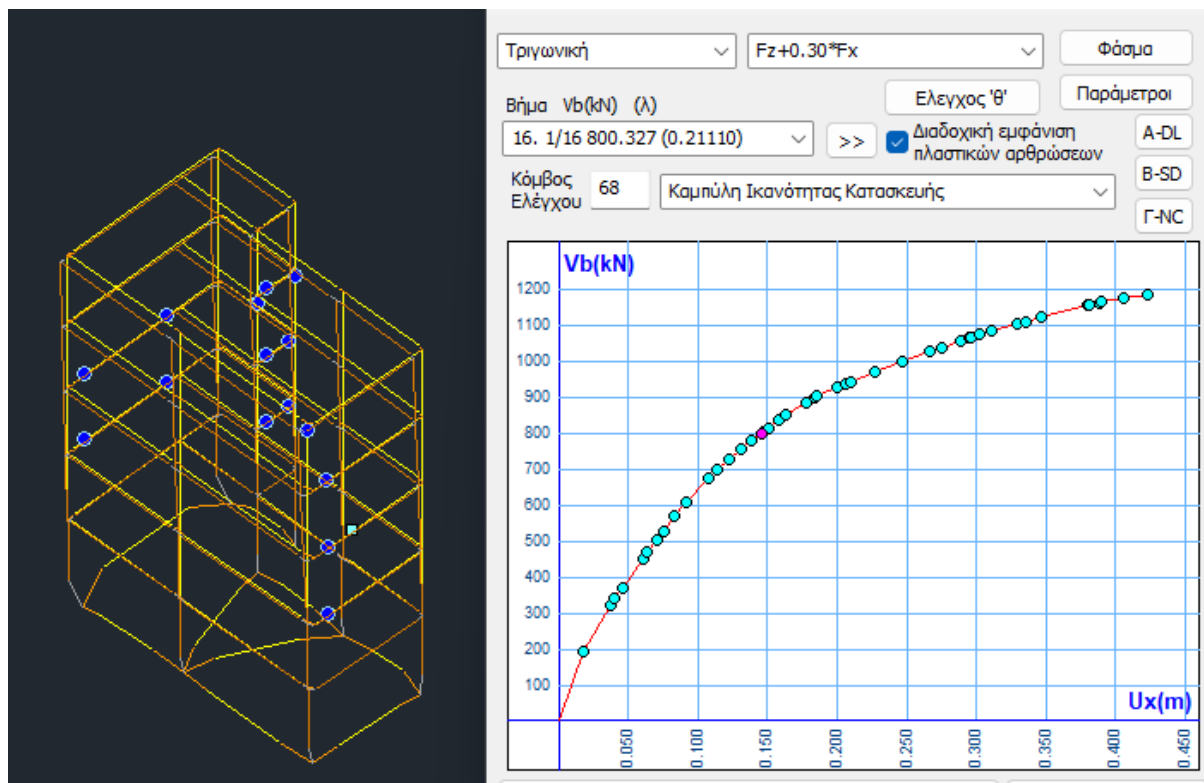 Τριγωνική
Fz+0.30*Fx
Φάσμα
Βήμα Vb(kN) (λ)
Ελεγχος 'θ'
Παράμετροι
16. 1/16 800.327 (0.21110)
>>
Διαδοχική εμφάνιση
πλαστικών αρθρώσεων
A-DL
B-SD
Γ-NC
Κόμβος
Ελέγχου
68
Καμπύλη Ικανότητας Κατασκευής
Vb(kN)
1200
1100
1000
900
800
700
600
500
400
300
200
100
Ux(m)
0.050
0.100
0.150
0.200
0.250
0.300
0.350
0.400
0.450